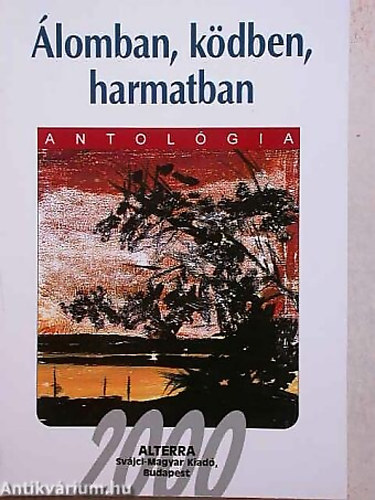 Álomban, ködben,
harmatban
ANTOLÓGIA
2000
ALTERRA
Svájci-Magyar Kiadó,
Budapest
Antikvárium.hu